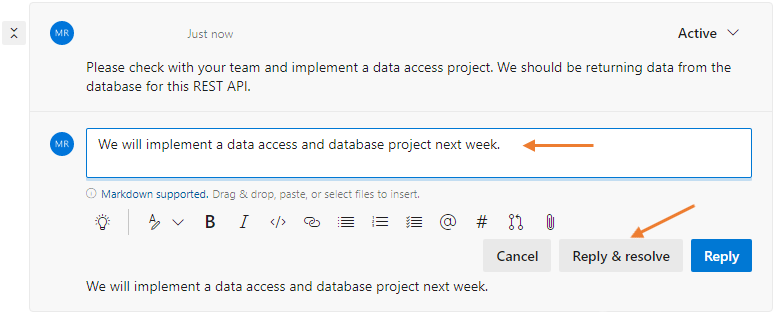 MR Just now Active
Please check with your team and implement a data access project. We should be returning data from the
database for this REST API.
MR We will implement a data access and database project next week.
Markdown supported. Drag & drop, paste, or select files to insert.
B I </> @ #
Cancel Reply & resolve Reply
We will implement a data access and database project next week.